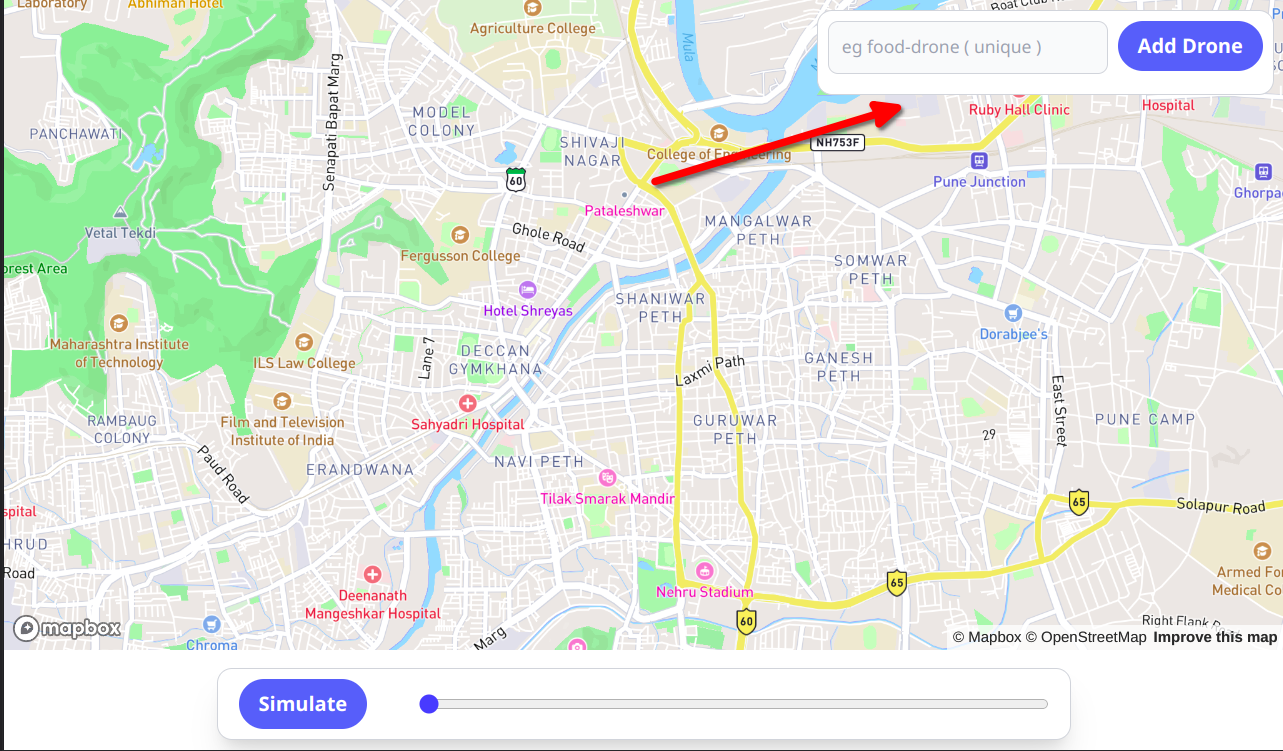 Laboratory
Abhiman Hotel
Agriculture College
Mula
Boat Club
eg food-drone ( unique )
Add Drone
Senapati Bapat Marg
MODEL
COLONY
PANCHAWATI
SHIVAJI
NAGAR
College of Engineering
NH753F
Ruby Hall Clinic
Hospital
60
Pune Junction
Pataleshwar
Vetal Tekdi
Ghole Road
MANGALWAR
PETH
Fergusson College
SOMWAR
PETH
orest Area
Hotel Shreyas
SHANIWAR
PETH
Dorabjee's
Maharashtra Institute
of Technology
ILS Law College
Lane 7
DECCAN
GYMKHANA
Laxmi Path
GANESH
PETH
East Street
Film and Television
Institute of India
RAMBAUG
COLONY
Sahyadri Hospital
GURUWAR
PETH
PUNE CAMP
29
Paud Road
ERANDWANA
NAVI PETH
Tilak Smarak Mandir
65
Solapur Road
spital
HRUD
Road
Deenanath
Mangeshkar Hospital
Nehru Stadium
65
Armed For
Medical Co
60
mapbox
Chroma
Marg
Right Flank
© Mapbox © OpenStreetMap Improve this map
Simulate